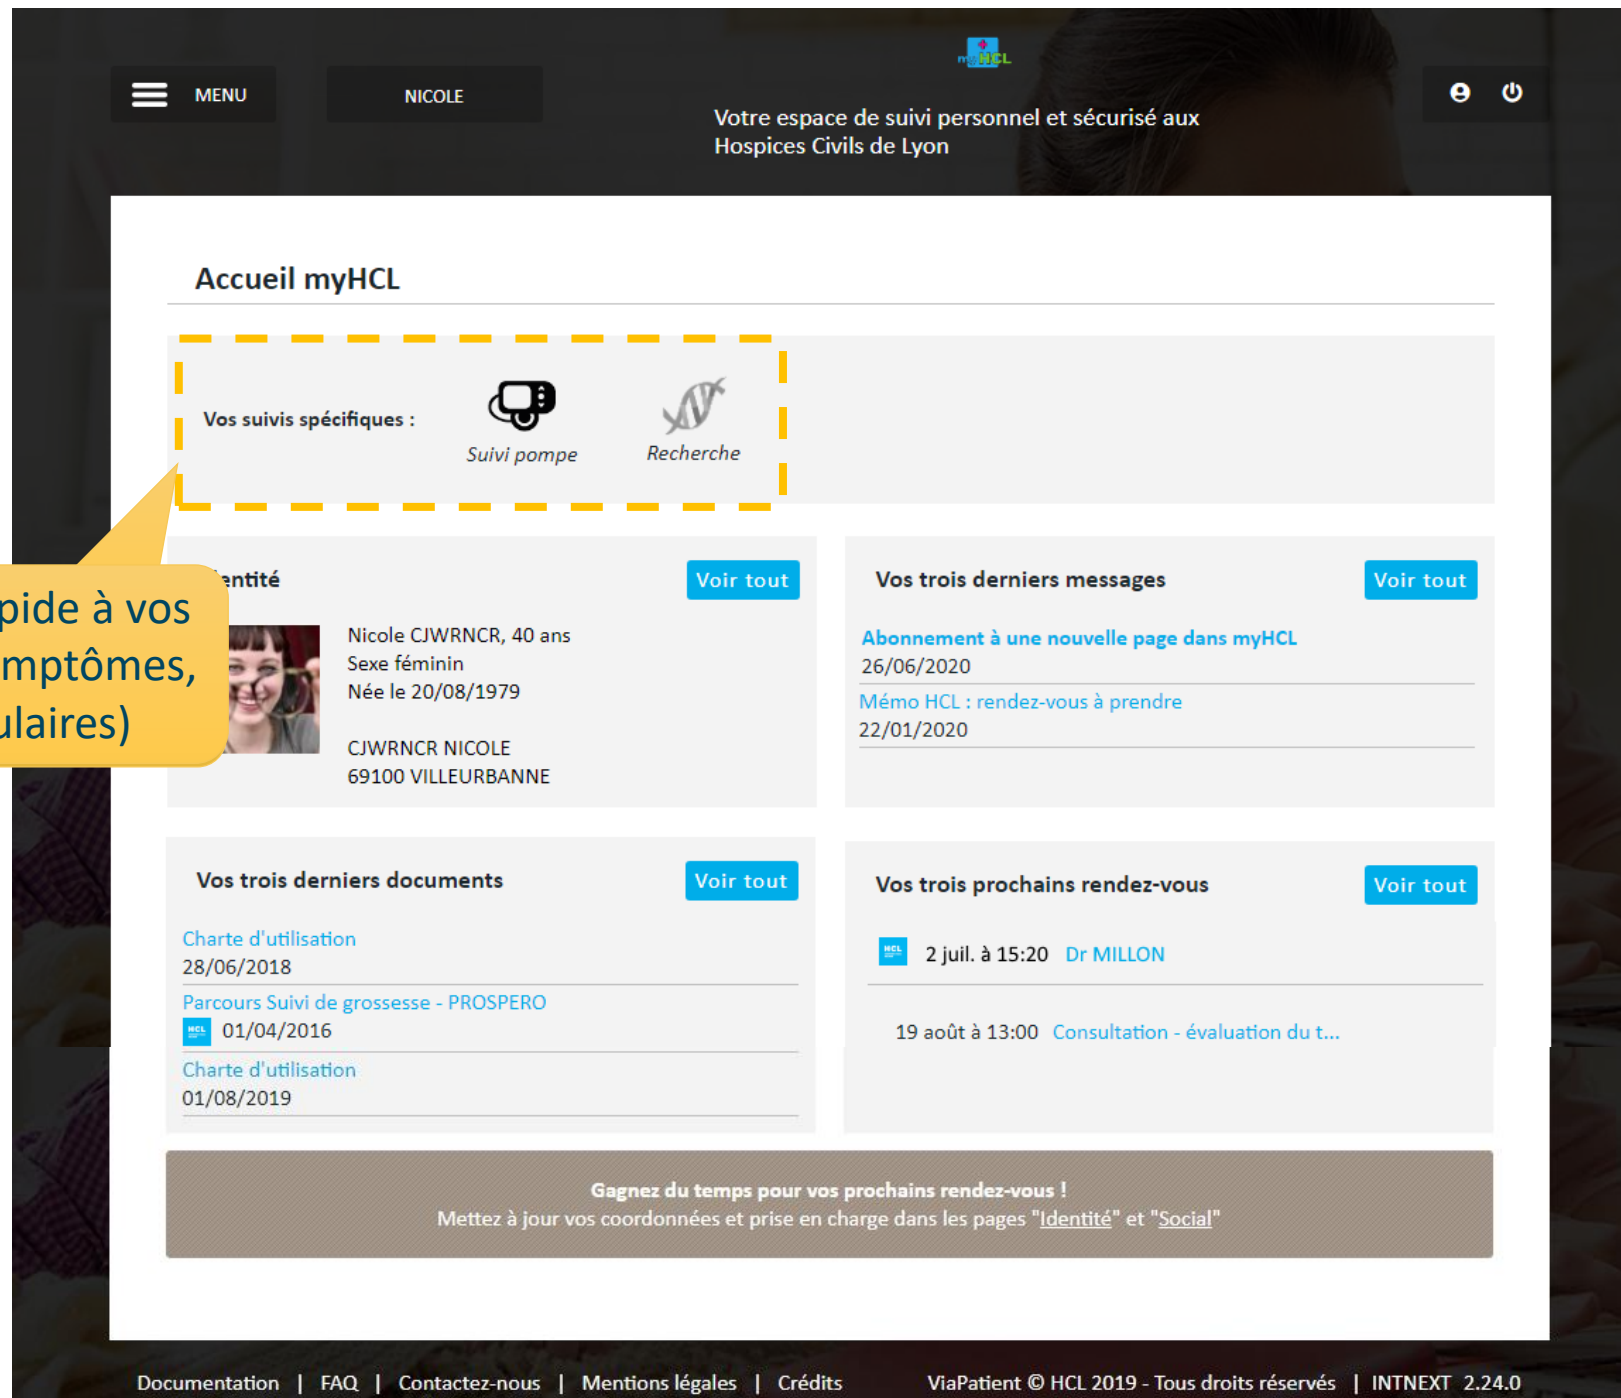 myHCL
MENU
NICOLE
Votre espace de suivi personnel et sécurisé aux
Hospices Civils de Lyon
Accueil myHCL
Vos suivis spécifiques :
Suivi pompe
Recherche
pide à vos
mptômes,
ulaires)
entité
Voir tout
Nicole CJWRNCR, 40 ans
Sexe féminin
Née le 20/08/1979
CJWRNCR NICOLE
69100 VILLEURBANNE
Vos trois derniers messages
Voir tout
Abonnement à une nouvelle page dans myHCL
26/06/2020
Mémo HCL : rendez-vous à prendre
22/01/2020
Vos trois derniers documents
Voir tout
Charte d'utilisation
28/06/2018
Parcours Suivi de grossesse - PROSPERO
HCL 01/04/2016
Charte d'utilisation
01/08/2019
Vos trois prochains rendez-vous
Voir tout
HCL 2 juil. à 15:20 Dr MILLON
19 août à 13:00 Consultation - évaluation du t...
Gagnez du temps pour vos prochains rendez-vous !
Mettez à jour vos coordonnées et prise en charge dans les pages "Identité" et "Social"
Documentation | FAQ | Contactez-nous | Mentions légales | Crédits
ViaPatient © HCL 2019 - Tous droits réservés | INTNEXT 2.24.0